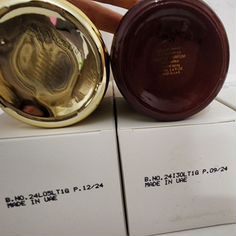 B.NO.24L05LT1G P.12/24
MADE IN UAE
B.NO.24I30LT1G P.09/24
MADE IN UAE